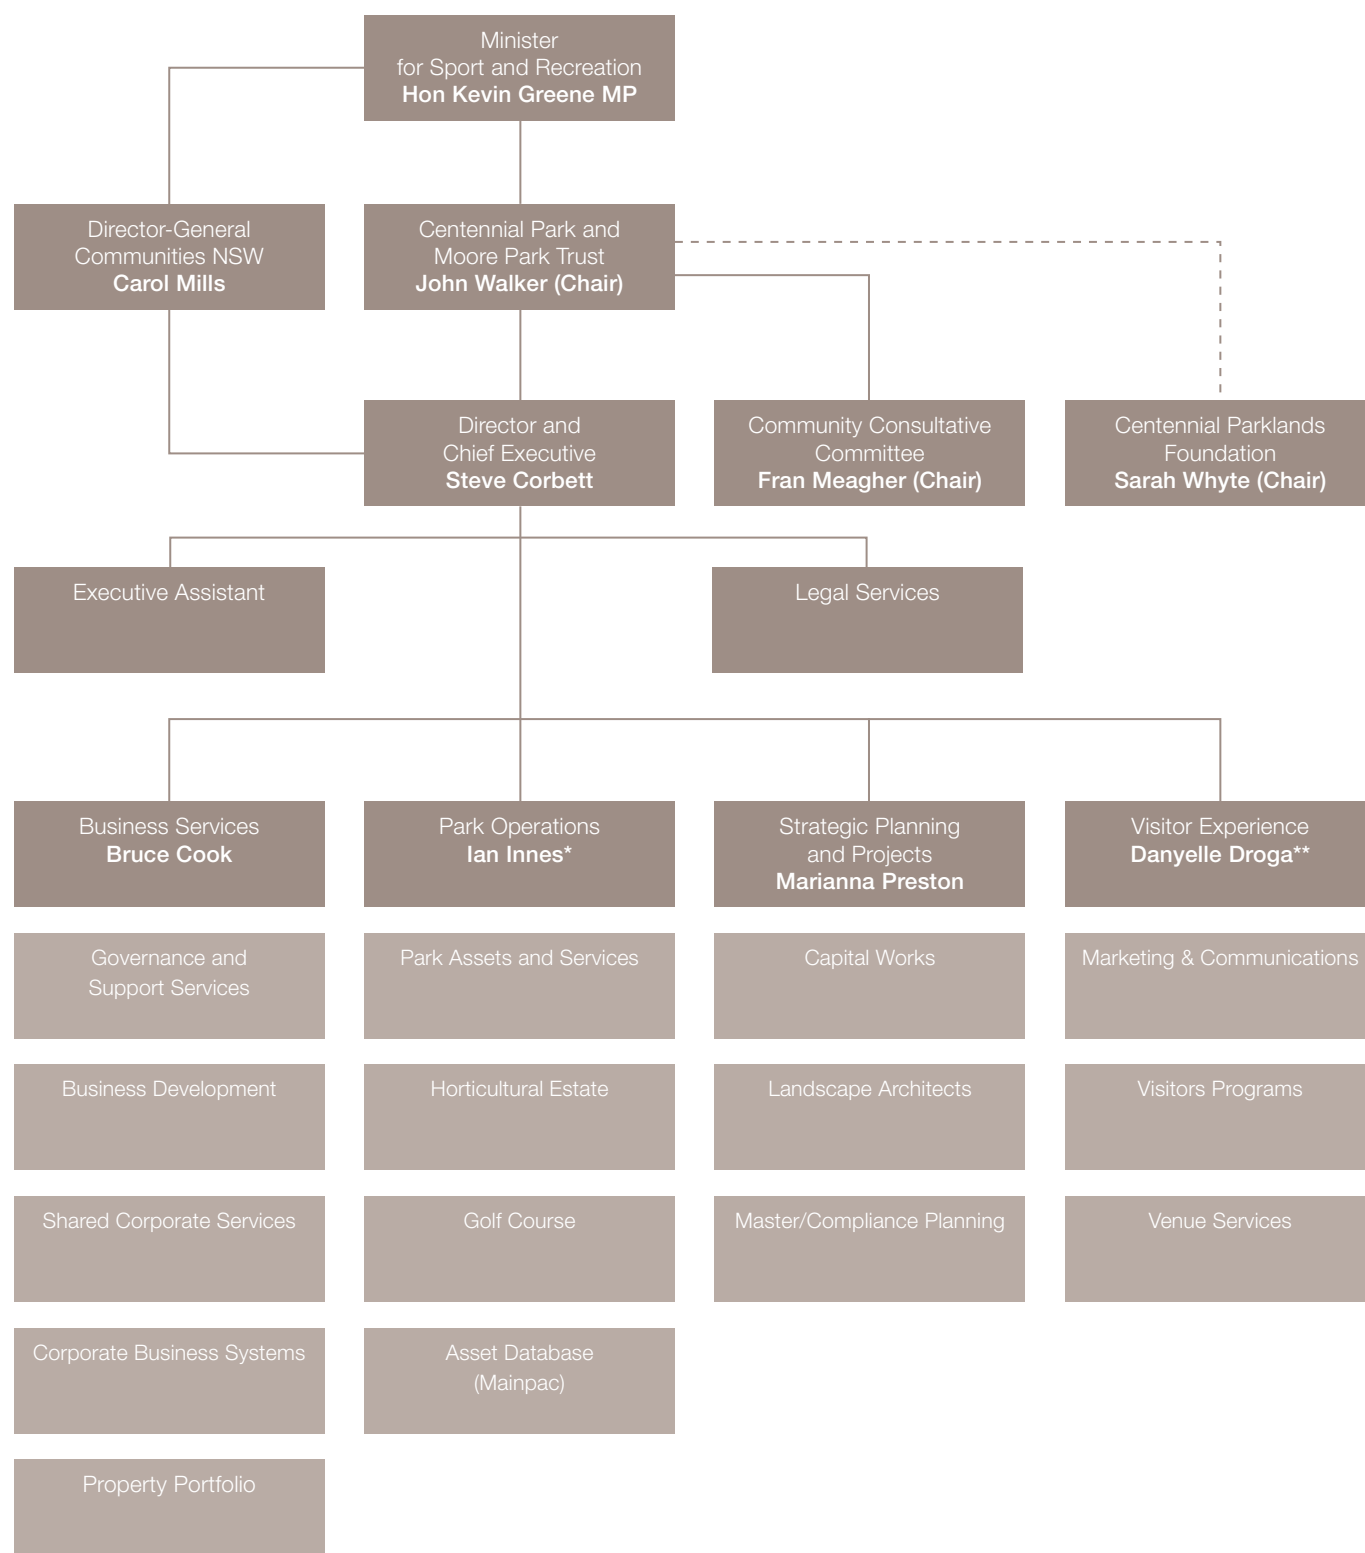 Minister
for Sport and Recreation
Hon Kevin Greene MP
Director-General
Communities NSW
Carol Mills
Centennial Park and
Moore Park Trust
John Walker (Chair)
Director and
Chief Executive
Steve Corbett
Community Consultative
Committee
Fran Meagher (Chair)
Centennial Parklands
Foundation
Sarah Whyte (Chair)
Executive Assistant
Legal Services
Business Services
Bruce Cook
Park Operations
Ian Innes*
Strategic Planning
and Projects
Marianna Preston
Visitor Experience
Danyelle Droga**
Governance and
Support Services
Park Assets and Services
Capital Works
Marketing & Communications
Business Development
Horticultural Estate
Landscape Architects
Visitors Programs
Shared Corporate Services
Golf Course
Master/Compliance Planning
Venue Services
Corporate Business Systems
Asset Database
(Mainpac)
Property Portfolio